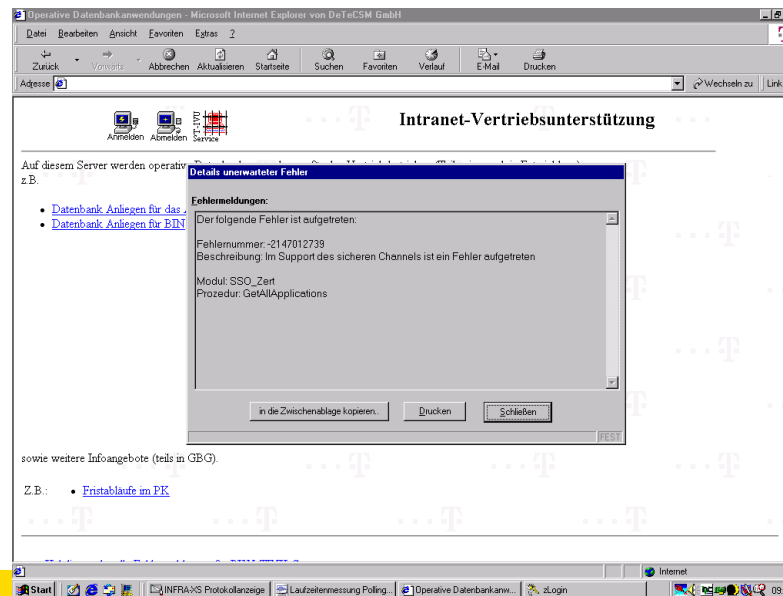 Operative Datenbankanwendungen - Microsoft Internet Explorer von DeTeCSM GmbH
Datei Bearbeiten Ansicht Favoriten Extras ?
Zurück Vorwärts Abbrechen Aktualisieren Startseite Suchen Favoriten Verlauf E-Mail Drucken
Adresse Wechseln zu Link
Anmelden Abmelden ST-IVU Service
Intranet-Vertriebsunterstützung
Auf diesem Server werden operative
z.B.
Datenbank Anliegen für das
Datenbank Anliegen für BIN
Details unerwarteter Fehler
Fehlermeldungen:
Der folgende Fehler ist aufgetreten:
Fehlernummer: -2147012739
Beschreibung: Im Support des sicheren Channels ist ein Fehler aufgetreten
Modul: SSO_Zert
Prozedur: GetAllApplications
in die Zwischenablage kopieren.. Drucken Schließen
FEST
sowie weitere Infoangebote (teils in GBG).
Z.B.: Fristabläufe im PK
Internet
Start INFRA-XS Protokollanzeige Laufzeitenmessung Polling... Operative Datenbankanw... zLogin